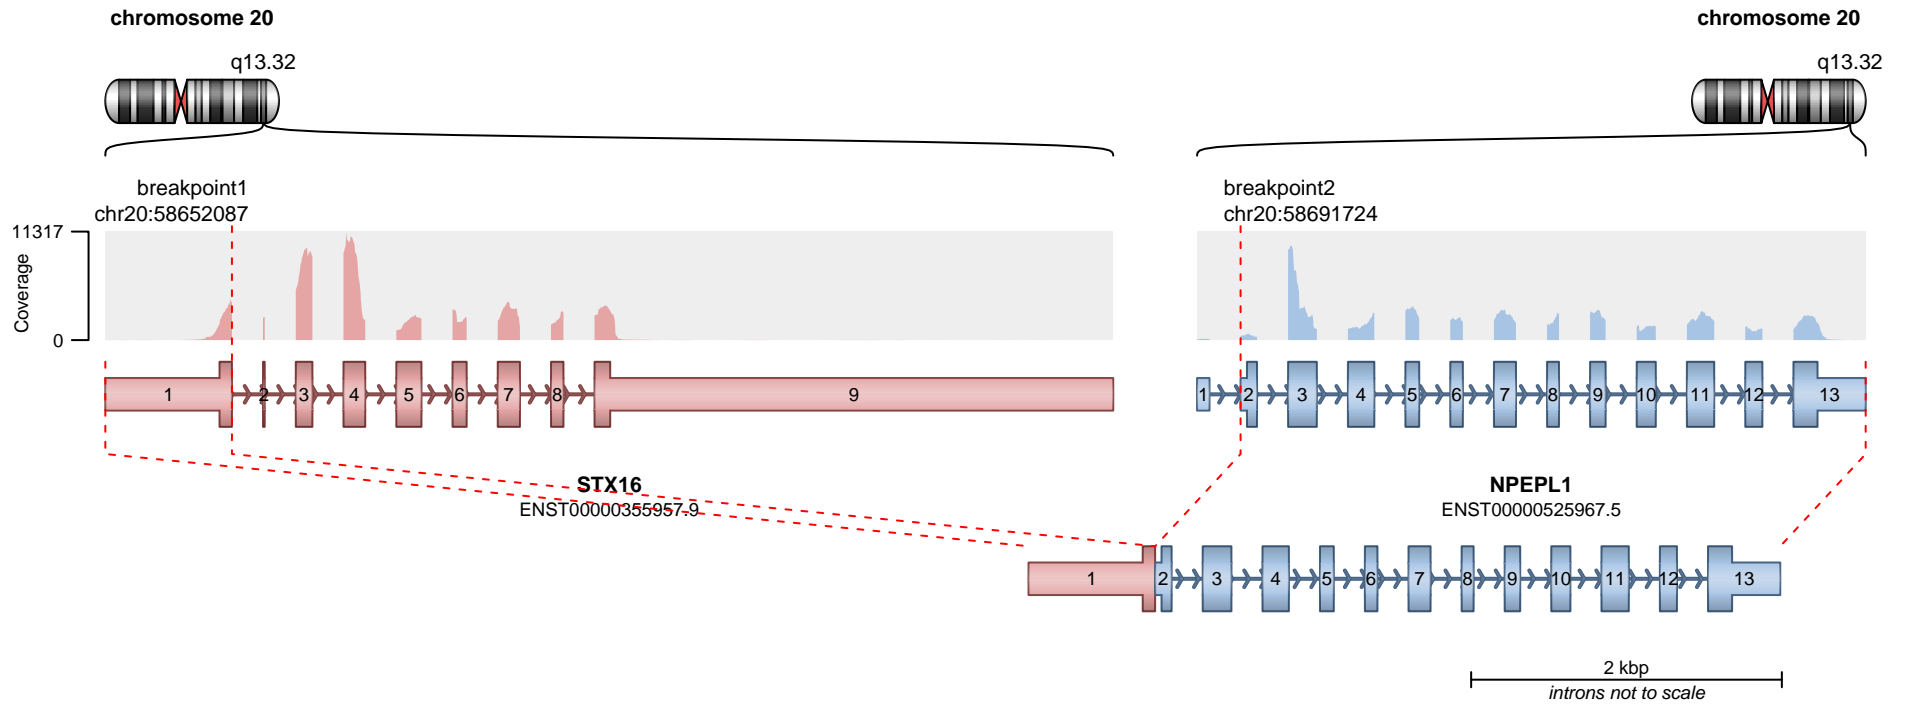 chromosome 20
chromosome 20
q13.32
q13.32
breakpoint1
chr20:58652087
breakpoint2
chr20:58691724
11317
Coverage
0
1 2 3 4 5 6 7 8 9
1 2 3 4 5 6 7 8 9 10 11 12 13
STX16
ENST00000355957.9
NPEPL1
ENST00000525967.5
1 2 3 4 5 6 7 8 9 10 11 12 13
2 kbp
introns not to scale